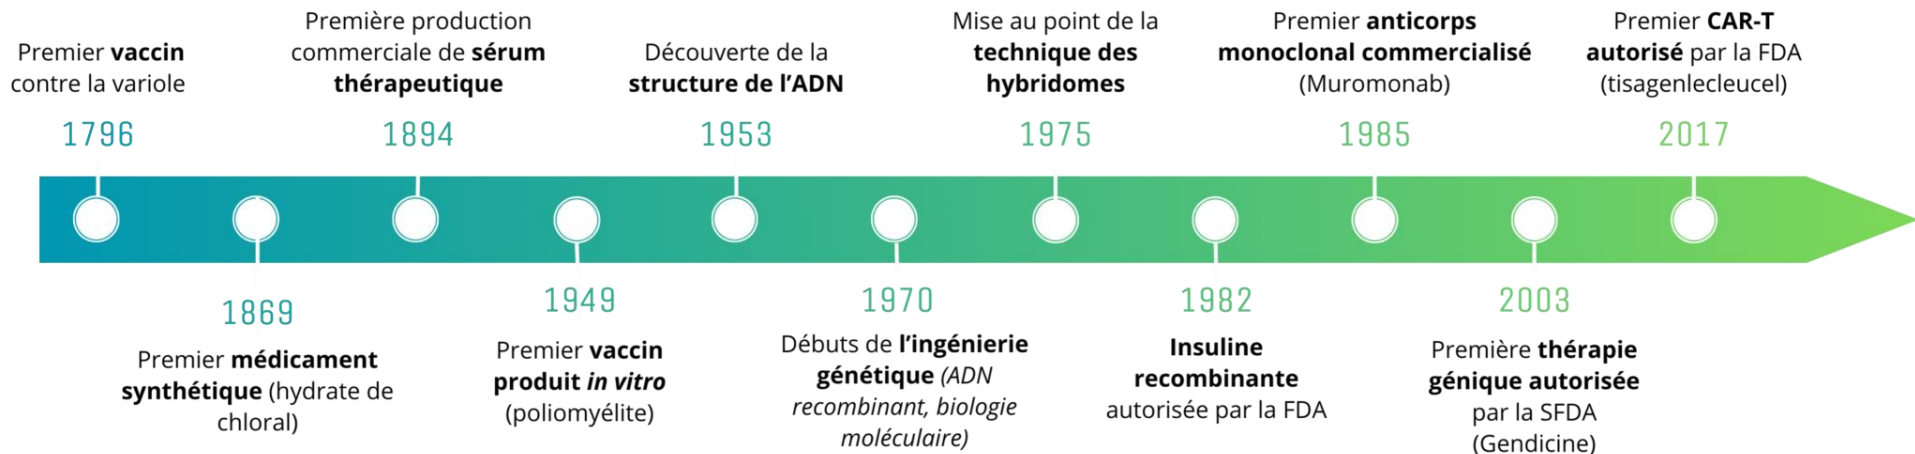 Premier vaccin
contre la variole
1796
Première production
commerciale de sérum
thérapeutique
1894
Découverte de la
structure de l’ADN
1953
Mise au point de la
technique des
hybridomes
1975
Premier anticorps
monoclonal commercialisé
(Muromonab)
1985
Premier CAR-T
autorisé par la FDA
(tisagenlecleucel)
2017
1869
Premier médicament
synthétique (hydrate de
chloral)
1949
Premier vaccin
produit in vitro
(poliomyélite)
1970
Débuts de l’ingénierie
génétique (ADN
recombinant, biologie
moléculaire)
1982
Insuline
recombinante
autorisée par la FDA
2003
Première thérapie
génique autorisée
par la SFDA
(Gendicine)